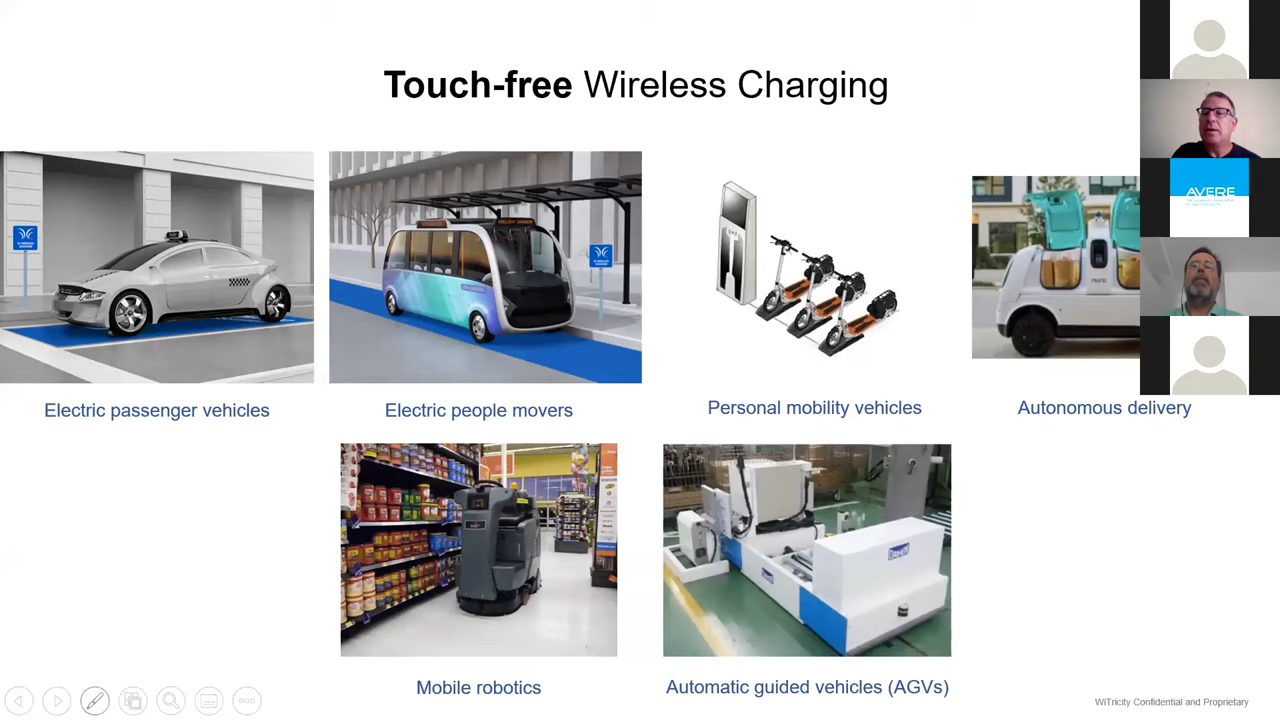 Touch-free Wireless Charging
AVERE
nuro
Electric passenger vehicles
Electric people movers
Personal mobility vehicles
Autonomous delivery
Mobile robotics
Automatic guided vehicles (AGVs)
WiTricity Confidential and Proprietary